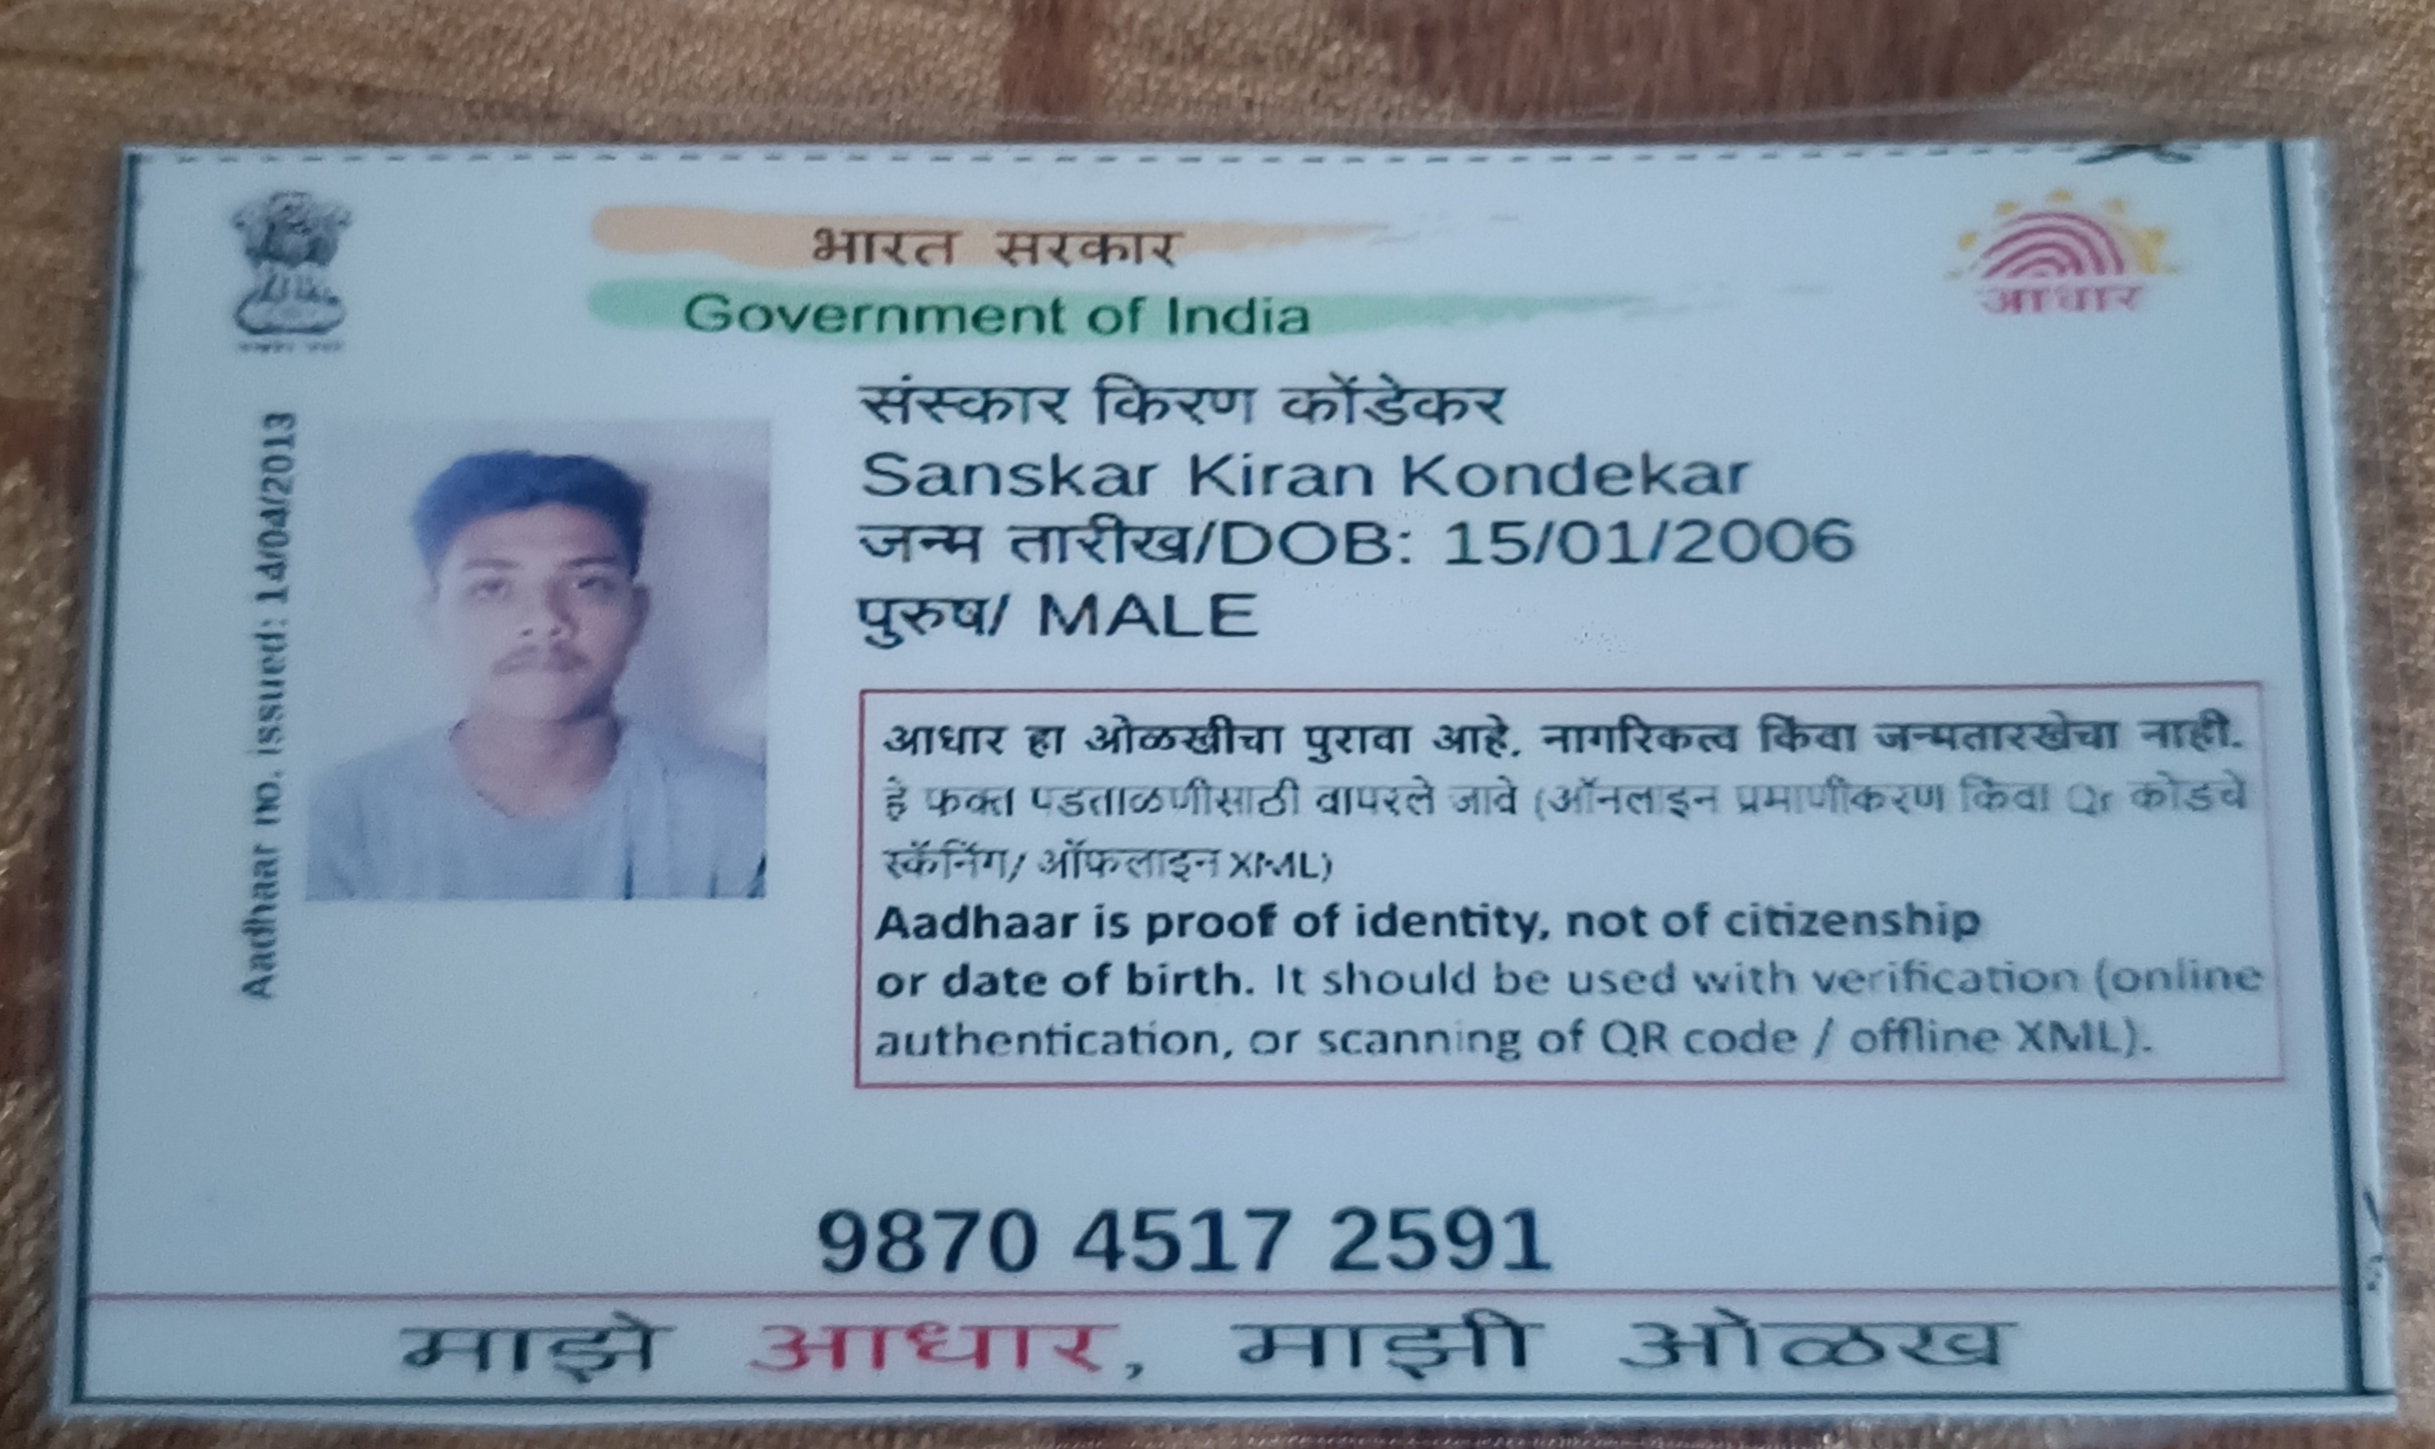 भारत सरकार
Government of India
आधार
Aadhaar no. issued: 14/04/2013
संस्कार किरण कोंडेकर
Sanskar Kiran Kondekar
जन्म तारीख/DOB: 15/01/2006
पुरुष/ MALE
आधार हा ओळखीचा पुरावा आहे. नागरिकत्व किंवा जन्मतारखेचा नाही.
हे फक्त पडताळणीसाठी वापरले जावे (ऑनलाइन प्रमाणीकरण किंवा Qr कोडचे
स्कॅनिंग/ ऑफलाइन XML)
Aadhaar is proof of identity, not of citizenship
or date of birth. It should be used with verification (online
authentication, or scanning of QR code / offline XML).
9870 4517 2591
माझे आधार, माझी ओळख